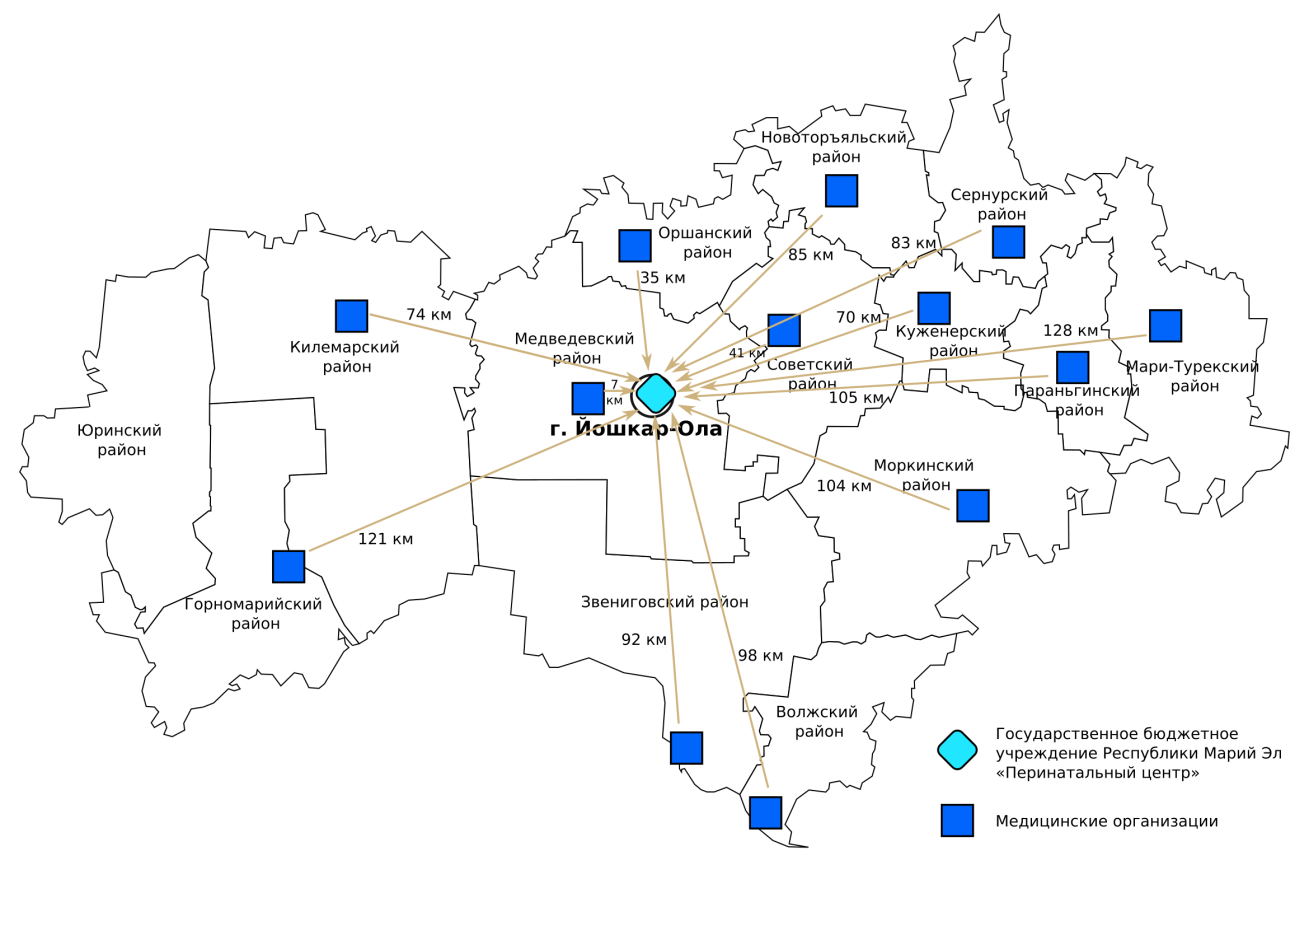 Новоторъяльский
район
Сернурский
район
Оршанский
район
83 км
85 км
35 км
74 км
70 км
Медведевский
район
Килемарский
район
Куженерский
район
128 км
41 км
Советский
район
Мари-Турекский
район
Параньгинский
район
7
км
105 км
г. Йошкар-Ола
Юринский
район
Моркинский
район
104 км
121 км
Горномарийский
район
Звениговский район
92 км
98 км
Волжский
район
Государственное бюджетное
учреждение Республики Марий Эл
«Перинатальный центр»
Медицинские организации